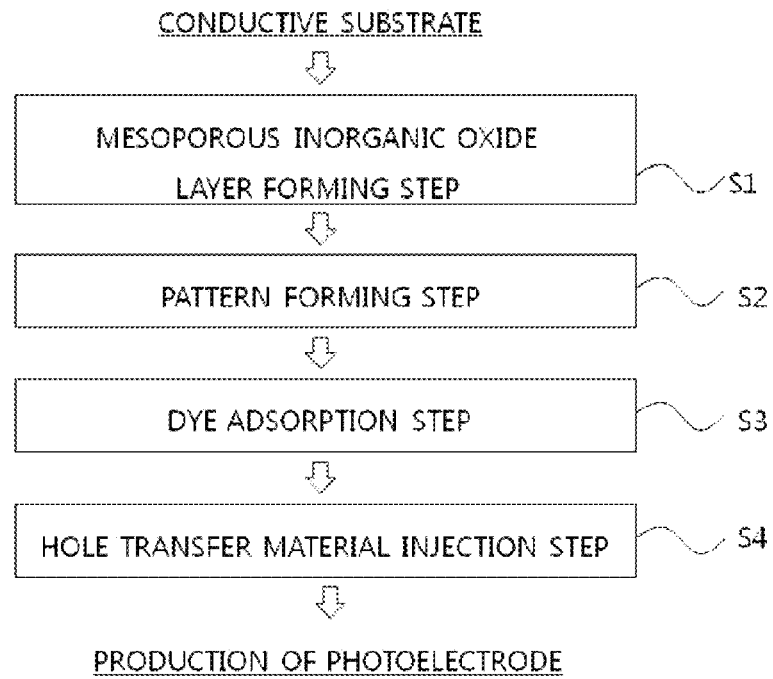 CONDUCTIVE SUBSTRATE
MESOPOROUS INORGANIC OXIDE
LAYER FORMING STEP
S1
PATTERN FORMING STEP
S2
DYE ADSORPTION STEP
S3
HOLE TRANSFER MATERIAL INJECTION STEP
S4
PRODUCTION OF PHOTOELECTRODE